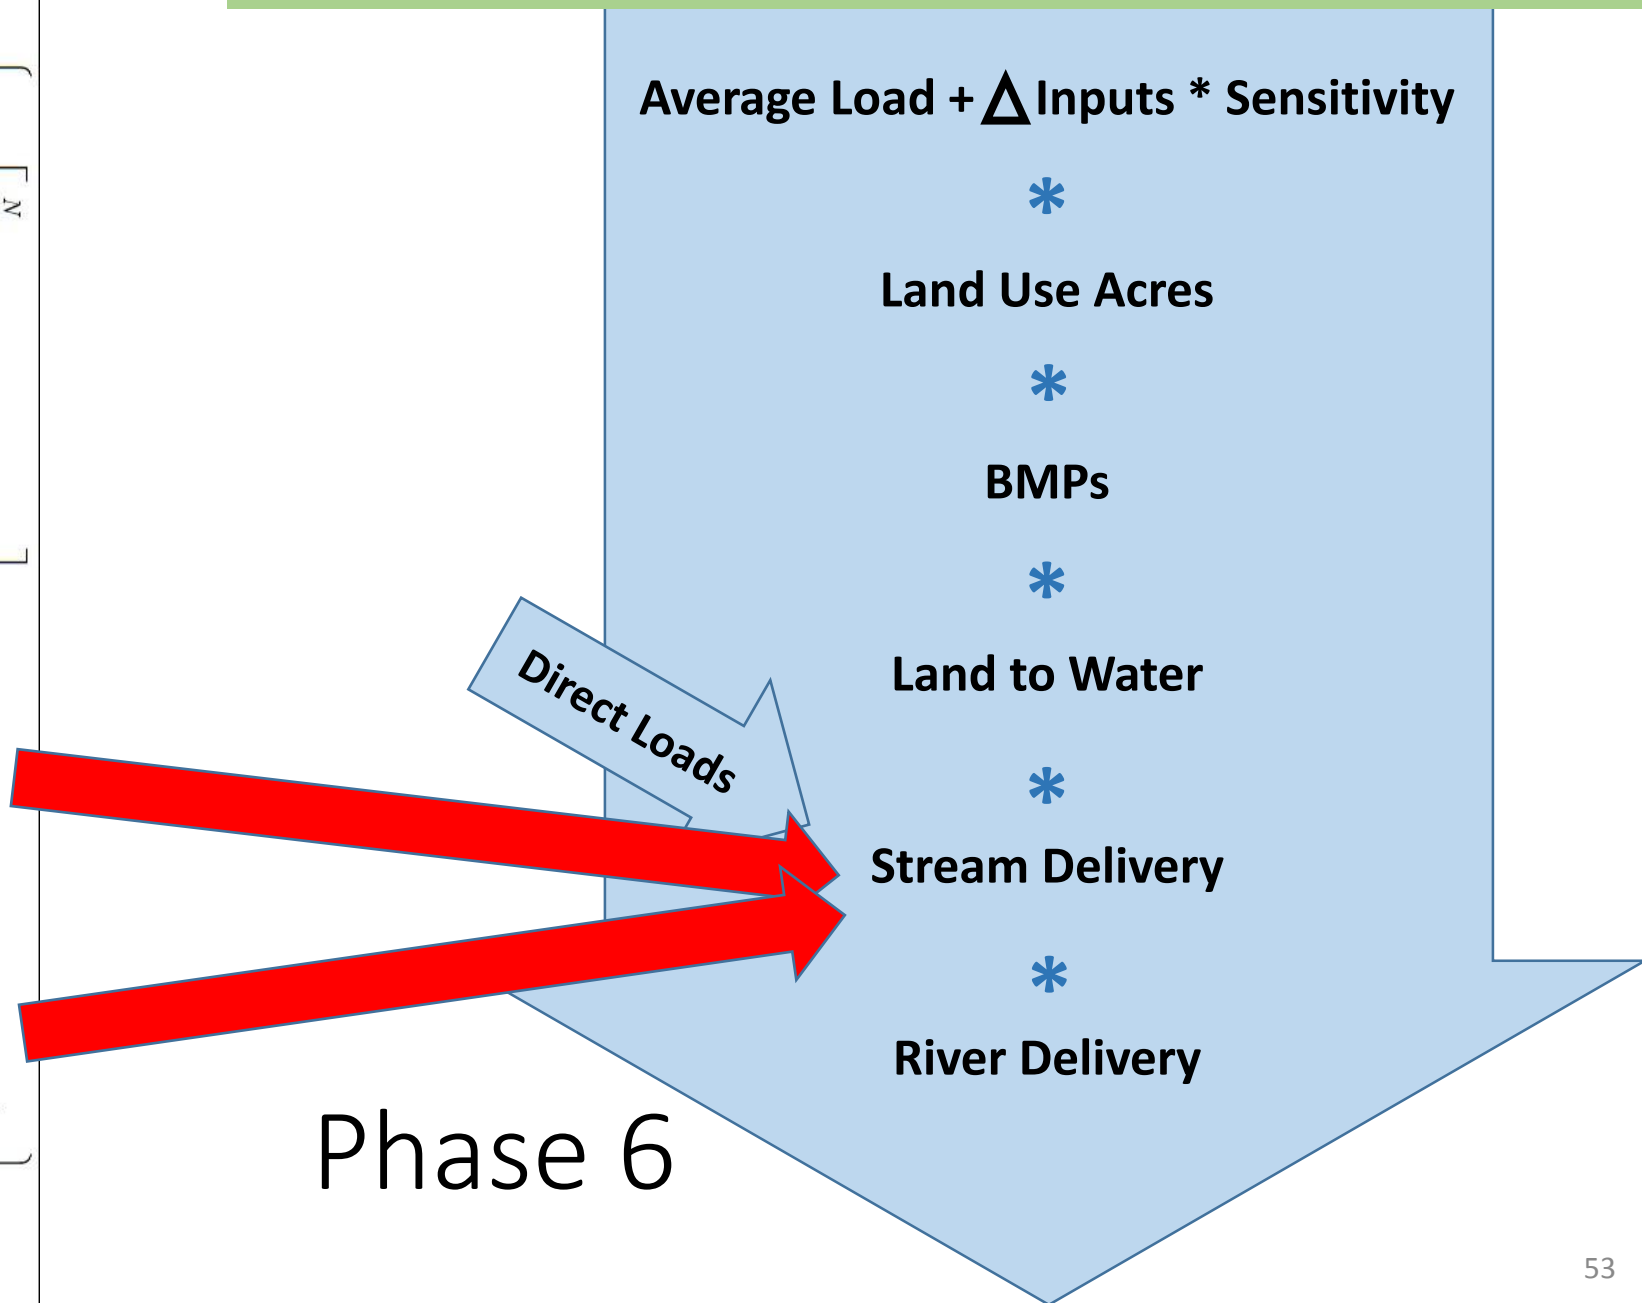 Average Load + Δ Inputs * Sensitivity
*
Land Use Acres
*
BMPs
*
Land to Water
Direct Loads
*
Stream Delivery
*
River Delivery
Phase 6
53
N